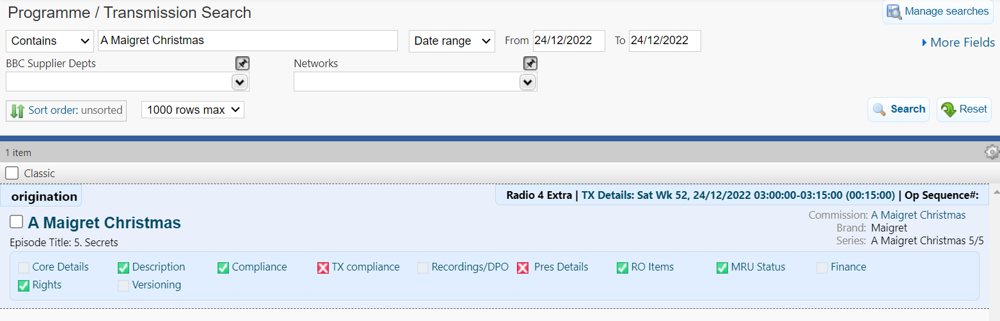 Programme / Transmission Search
Manage searches
Contains A Maigret Christmas Date range From 24/12/2022 To 24/12/2022
More Fields
BBC Supplier Depts Networks
Sort order: unsorted 1000 rows max Search Reset
1 item
Classic
origination Radio 4 Extra | TX Details: Sat Wk 52, 24/12/2022 03:00:00-03:15:00 (00:15:00) | Op Sequence#:
A Maigret Christmas
Commission: A Maigret Christmas
Brand: Maigret
Series: A Maigret Christmas 5/5
Episode Title: 5. Secrets
Core Details Description Compliance TX compliance Recordings/DPO Pres Details RO Items MRU Status Finance
Rights Versioning